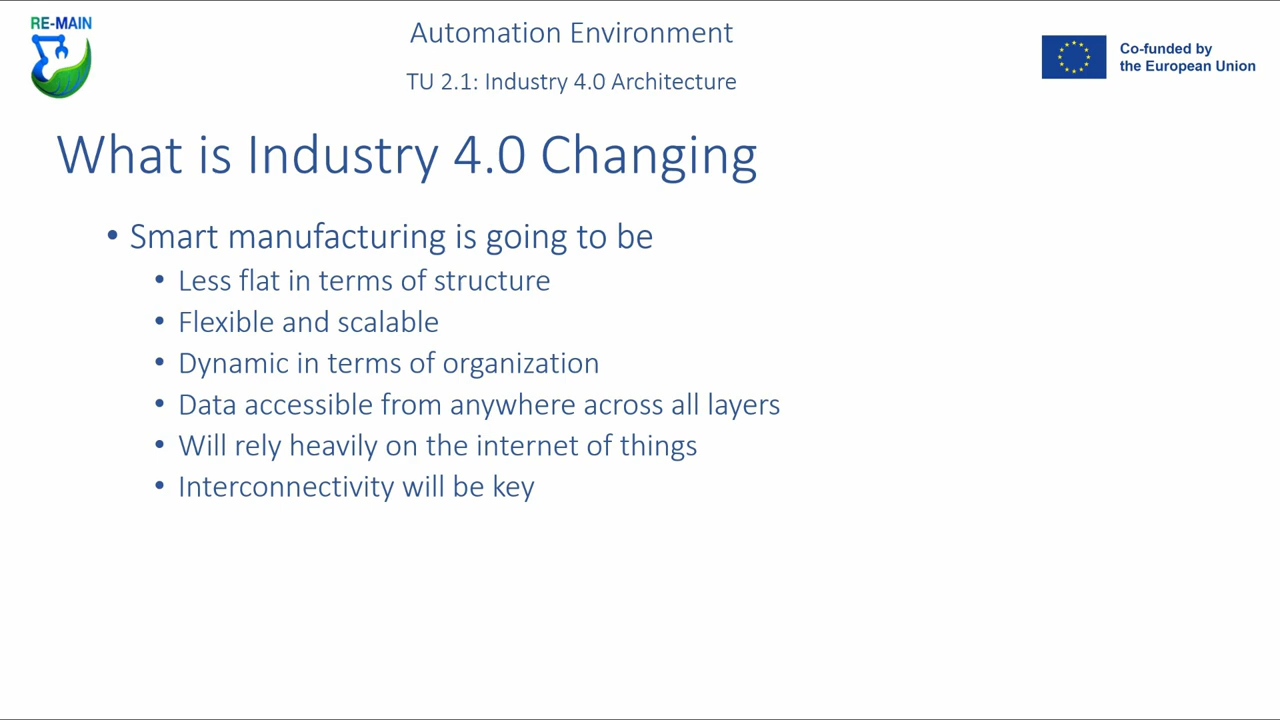 RE-MAIN
Automation Environment
TU 2.1: Industry 4.0 Architecture
Co-funded by
the European Union
What is Industry 4.0 Changing
• Smart manufacturing is going to be
• Less flat in terms of structure
• Flexible and scalable
• Dynamic in terms of organization
• Data accessible from anywhere across all layers
• Will rely heavily on the internet of things
• Interconnectivity will be key